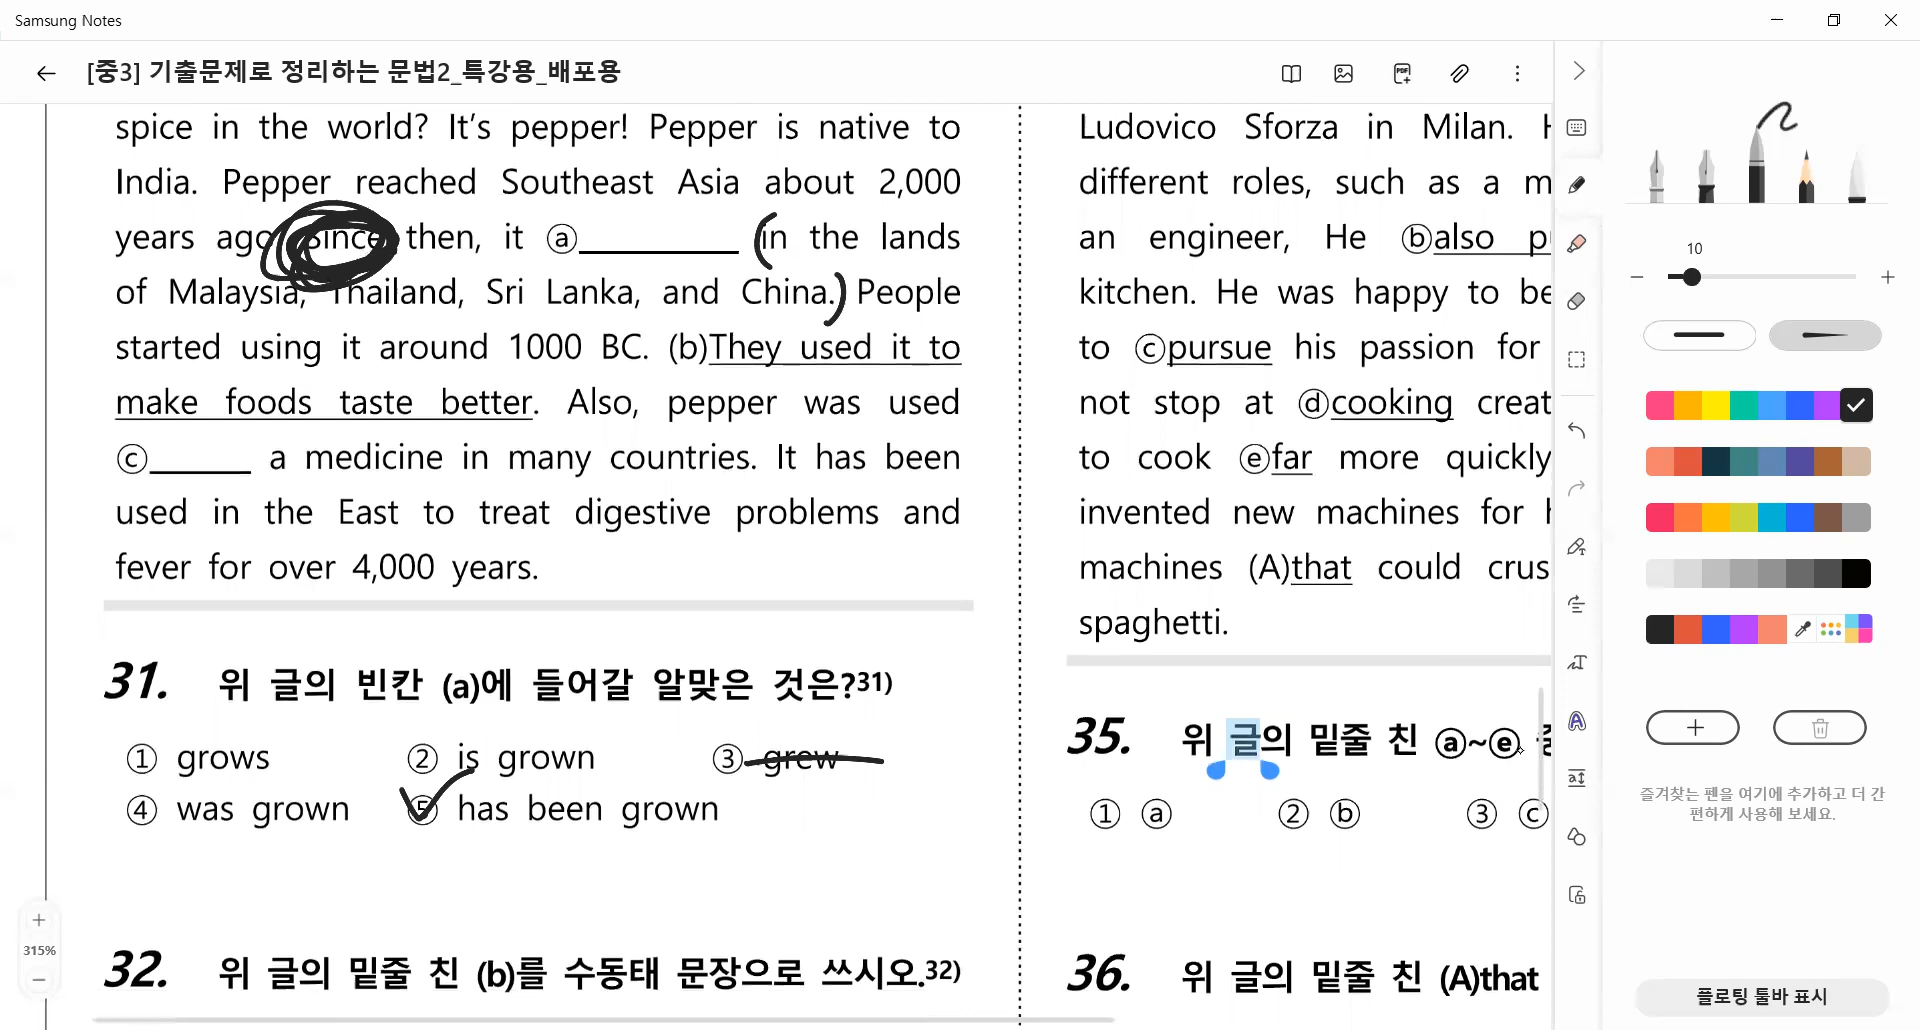 Samsung Notes
[중3] 기출문제로 정리하는 문법2_특강용_배포용
spice in the world? It's pepper! Pepper is native to
India. Pepper reached Southeast Asia about 2,000
years ago. Since then, it ⓐ__________ in the lands
of Malaysia, Thailand, Sri Lanka, and China. People
started using it around 1000 BC. (b)They used it to
make foods taste better. Also, pepper was used
ⓒ______ a medicine in many countries. It has been
used in the East to treat digestive problems and
fever for over 4,000 years.
31. 위 글의 빈칸 (a)에 들어갈 알맞은 것은?31)
① grows ② is grown ③ grew
④ was grown ⑤ has been grown
32. 위 글의 밑줄 친 (b)를 수동태 문장으로 쓰시오.32)
Ludovico Sforza in Milan.
different roles, such as a
an engineer, He ⓑalso
kitchen. He was happy to
to ⓒpursue his passion for
not stop at ⓓcooking
to cook ⓔfar more quickly
invented new machines for
machines (A)that could
spaghetti.
35. 위 글의 밑줄 친 ⓐ~ⓔ
① ⓐ ② ⓑ ③ ⓒ
36. 위 글의 밑줄 친 (A)that
315%
10
즐겨찾는 펜을 여기에 추가하고 더 간
편하게 사용해 보세요.
플로팅 툴바 표시